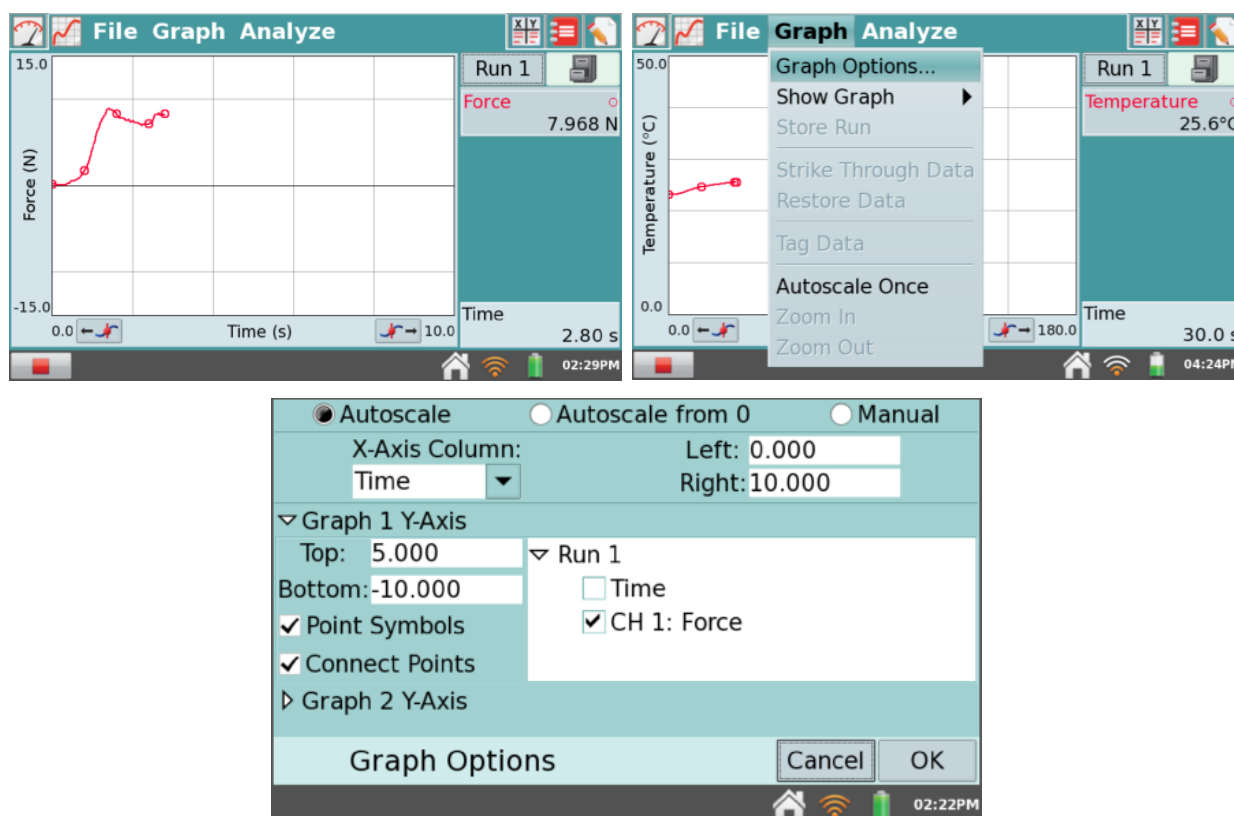 File Graph Analyze
X Y
15.0
Run 1
Force
7.968 N
Force (N)
-15.0
0.0
Time (s)
10.0
Time
2.80 s
02:29PM
File Graph Analyze
X Y
50.0
Graph Options...
Run 1
Show Graph
Temperature
25.6°C
Store Run
Temperature (°C)
Strike Through Data
Restore Data
Tag Data
Autoscale Once
0.0
Zoom In
Time
0.0
180.0
30.0 s
Zoom Out
04:24PM
Autoscale Autoscale from 0 Manual
X-Axis Column: Left: 0.000
Time Right: 10.000
Graph 1 Y-Axis
Top: 5.000 Run 1
Bottom: -10.000 Time
Point Symbols CH 1: Force
Connect Points
Graph 2 Y-Axis
Graph Options Cancel OK
02:22PM